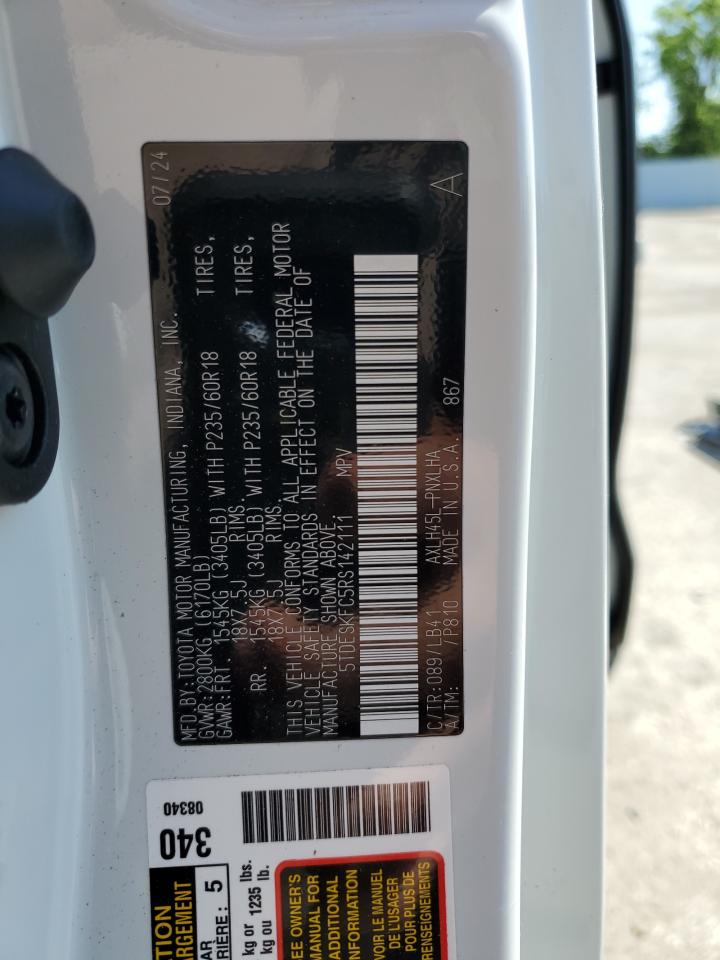 MFD.BY:TOYOTA MOTOR MANUFACTURING, INDIANA, INC. 07/24
GVWR:2800KG (6170LB)
GAWR:FRT. 1545KG (3405LB) WITH P235/60R18 TIRES,
18X7.5J RIMS.
RR. 1545KG (3405LB) WITH P235/60R18 TIRES,
18X7.5J RIMS.
THIS VEHICLE CONFORMS TO ALL APPLICABLE FEDERAL MOTOR
VEHICLE SAFETY STANDARDS IN EFFECT ON THE DATE OF
MANUFACTURE SHOWN ABOVE.
5TDESKFC5RS142111 MPV
C/TR:089/LB41 AXLH45L-PNXLHA
A/TM: /P810 MADE IN U.S.A. 867 A
340
08340
ARGEMENT
5
kg or 1235 lbs.
kg ou lb.
OWNER'S
MANUAL FOR
ADDITIONAL
VOIR LE MANUEL
DE L'USAGER
POUR PLUS DE
RENSEIGNEMENTS